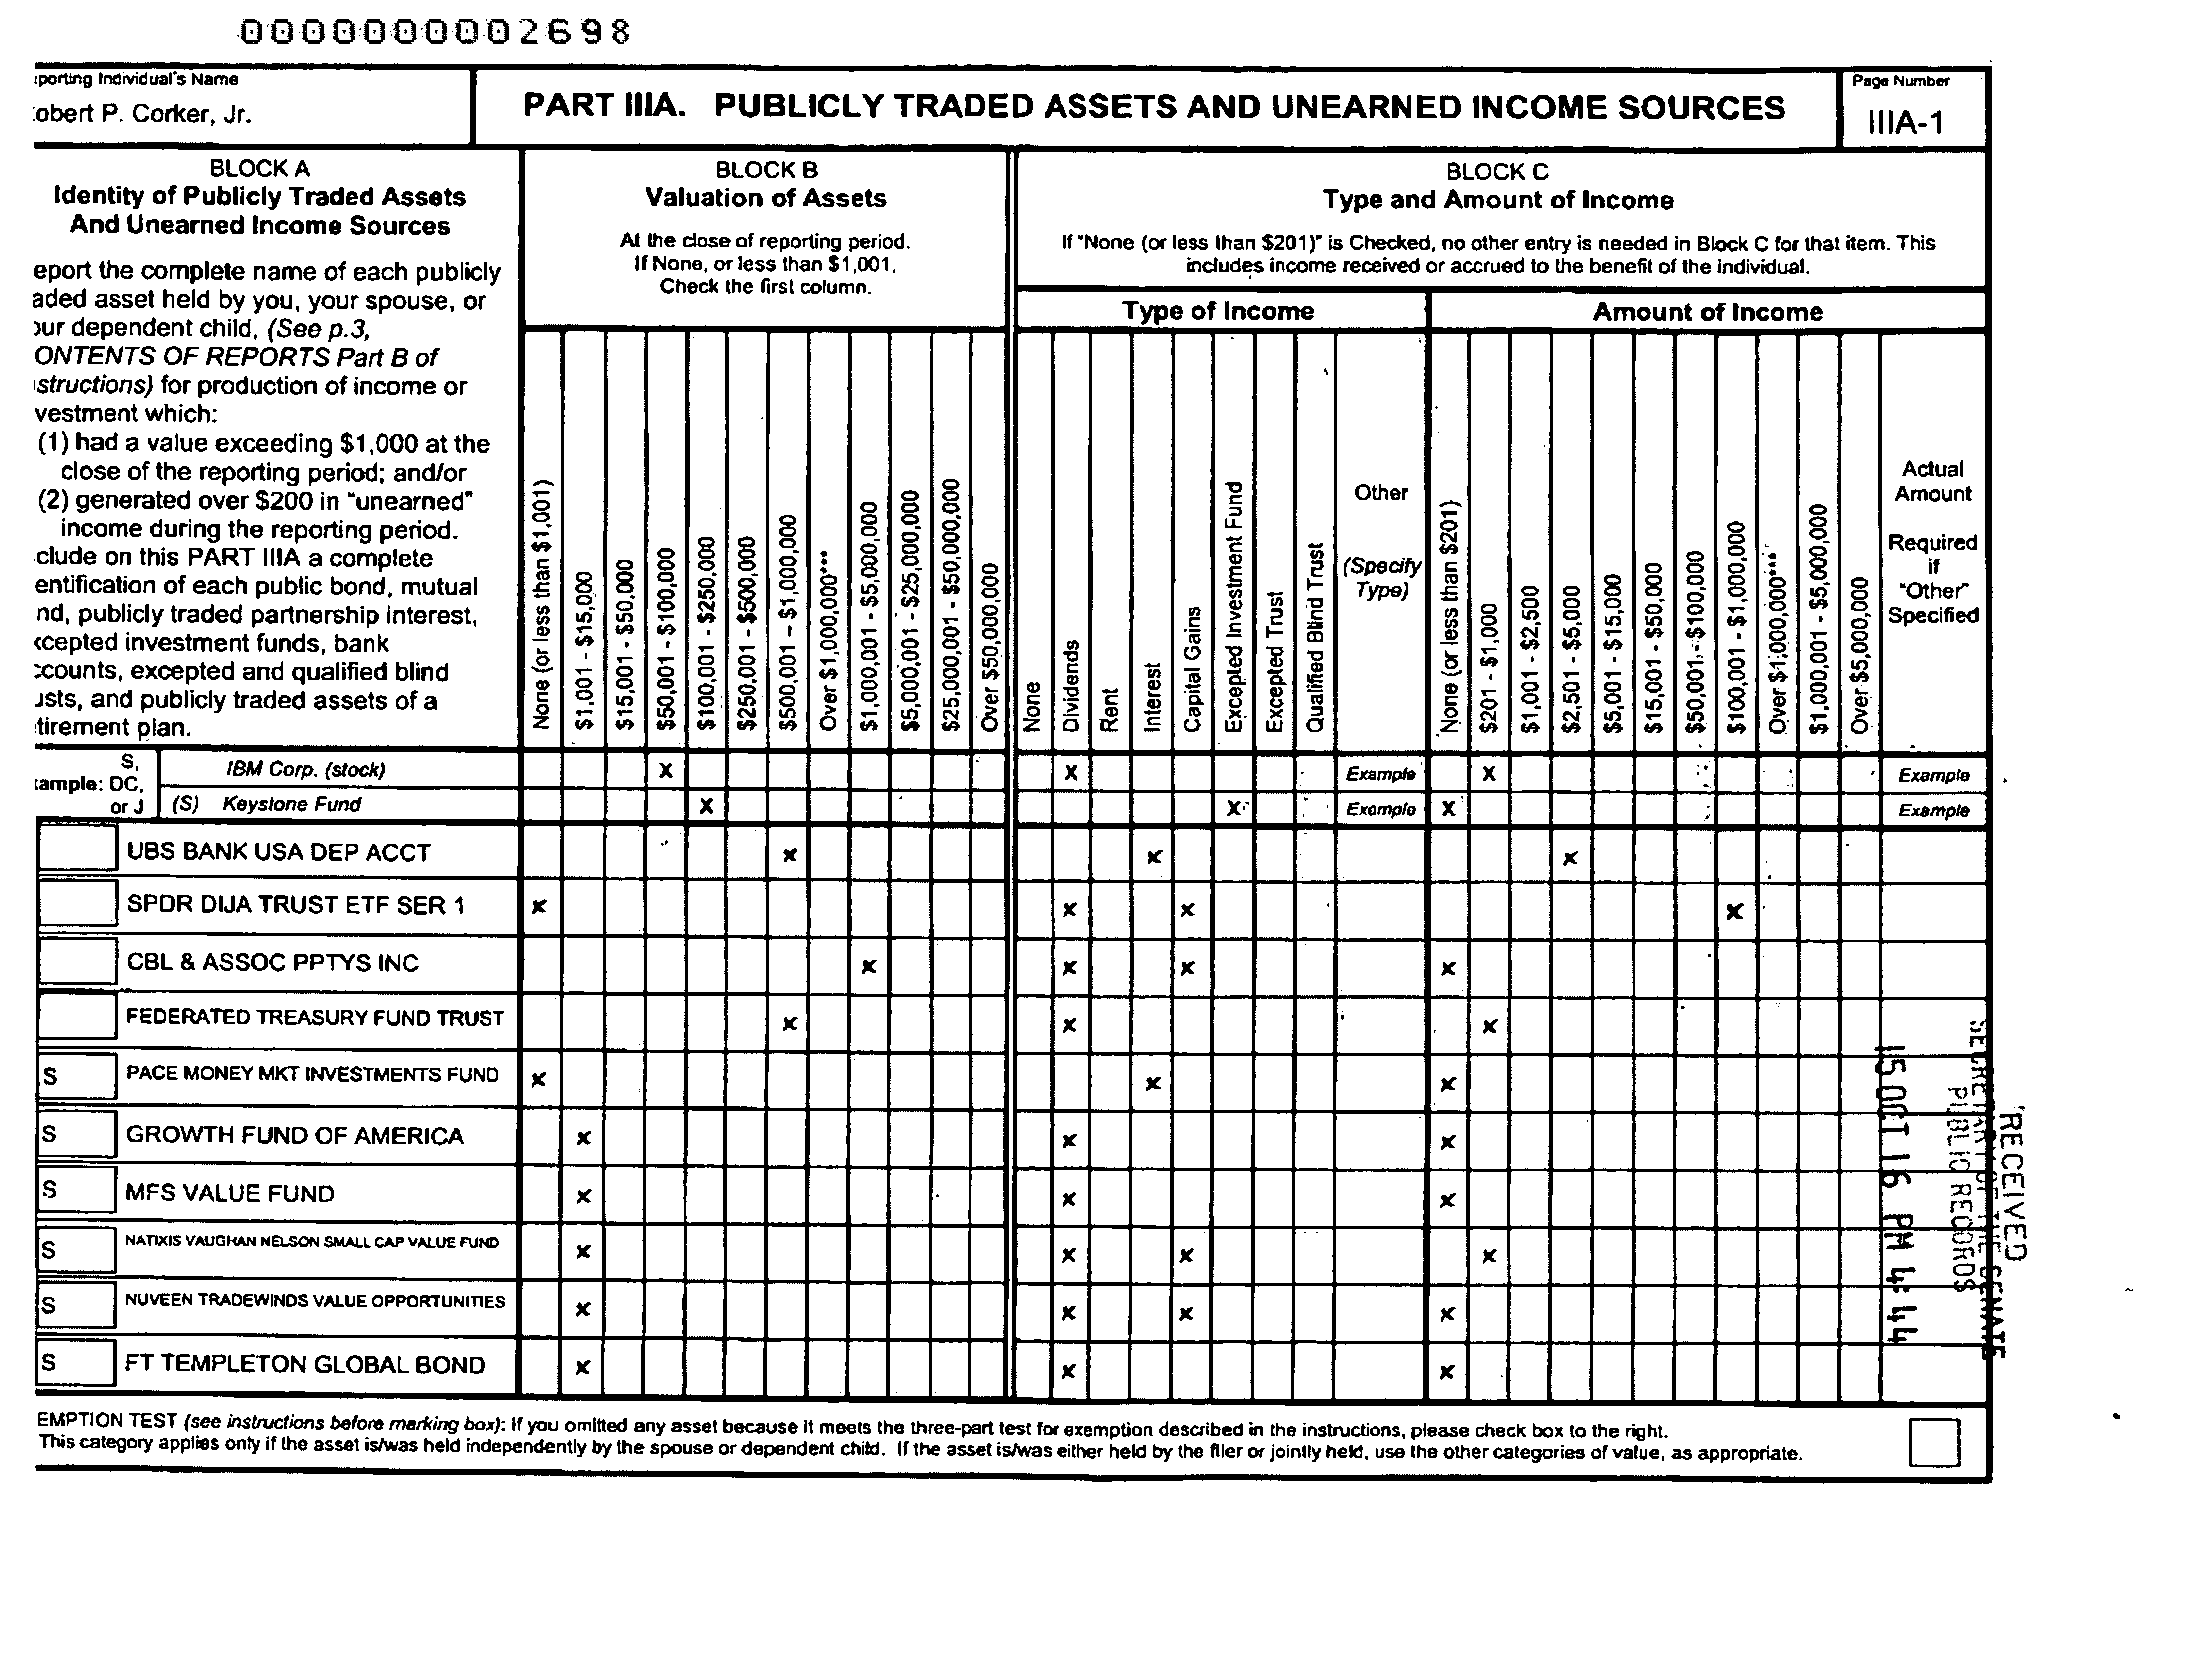 0000000002698
porting Individual's Name
obert P. Corker, Jr.
PART IIIA. PUBLICLY TRADED ASSETS AND UNEARNED INCOME SOURCES
Page Number
IIIA-1
BLOCK A
Identity of Publicly Traded Assets
And Unearned Income Sources
eport the complete name of each publicly
aded asset held by you, your spouse, or
ur dependent child, (See p.3,
ONTENTS OF REPORTS Part B of
structions) for production of income or
vestment which:
(1) had a value exceeding $1,000 at the
close of the reporting period; and/or
(2) generated over $200 in "unearned"
income during the reporting period.
clude on this PART IIIA a complete
entification of each public bond, mutual
nd, publicly traded partnership interest,
xcepted investment funds, bank
ccounts, excepted and qualified blind
usts, and publicly traded assets of a
tirement plan.
BLOCK B
Valuation of Assets
At the close of reporting period.
If None, or less than $1,001,
Check the first column.
None (or less than $1,001)
$1,001 - $15,000
$15,001 - $50,000
$50,001 - $100,000
$100,001 - $250,000
$250,001 - $500,000
$500,001 - $1,000,000
Over $1,000,000***
$1,000,001 - $5,000,000
$5,000,001 - $25,000,000
$25,000,001 - $50,000,000
Over $50,000,000
BLOCK C
Type and Amount of Income
If "None (or less than $201)" is Checked, no other entry is needed in Block C for that item. This
includes income received or accrued to the benefit of the individual.
Type of Income
None
Dividends
Rent
Interest
Capital Gains
Excepted Investment Fund
Excepted Trust
Qualified Blind Trust
Other
(Specify
Type)
Amount of Income
None (or less than $201)
$201 - $1,000
$1,001 - $2,500
$2,501 - $5,000
$5,001 - $15,000
$15,001 - $50,000
$50,001 - $100,000
$100,001 - $1,000,000
Over $1,000,000***
$1,000,001 - $5,000,000
Over $5,000,000
Actual
Amount
Required
if
"Other"
Specified
xample: S,
DC,
or J
IBM Corp. (stock) X X Example X Example
(S) Keystone Fund X X Example X Example
UBS BANK USA DEP ACCT x x x
SPDR DIJA TRUST ETF SER 1 x x x x
CBL & ASSOC PPTYS INC x x x x
FEDERATED TREASURY FUND TRUST x x x
S PACE MONEY MKT INVESTMENTS FUND x x x
S GROWTH FUND OF AMERICA x x x
S MFS VALUE FUND x x x
S NATIXIS VAUGHAN NELSON SMALL CAP VALUE FUND x x x x
S NUVEEN TRADEWINDS VALUE OPPORTUNITIES x x x x
S FT TEMPLETON GLOBAL BOND x x x
RECEIVED
SECRETARY OF THE SENATE
PUBLIC RECORDS
15 OCT 16 PM 4:44
EMPTION TEST (see instructions before marking box): If you omitted any asset because it meets the three-part test for exemption described in the instructions, please check box to the right.
This category applies only if the asset is/was held independently by the spouse or dependent child. If the asset is/was either held by the filer or jointly held, use the other categories of value, as appropriate.